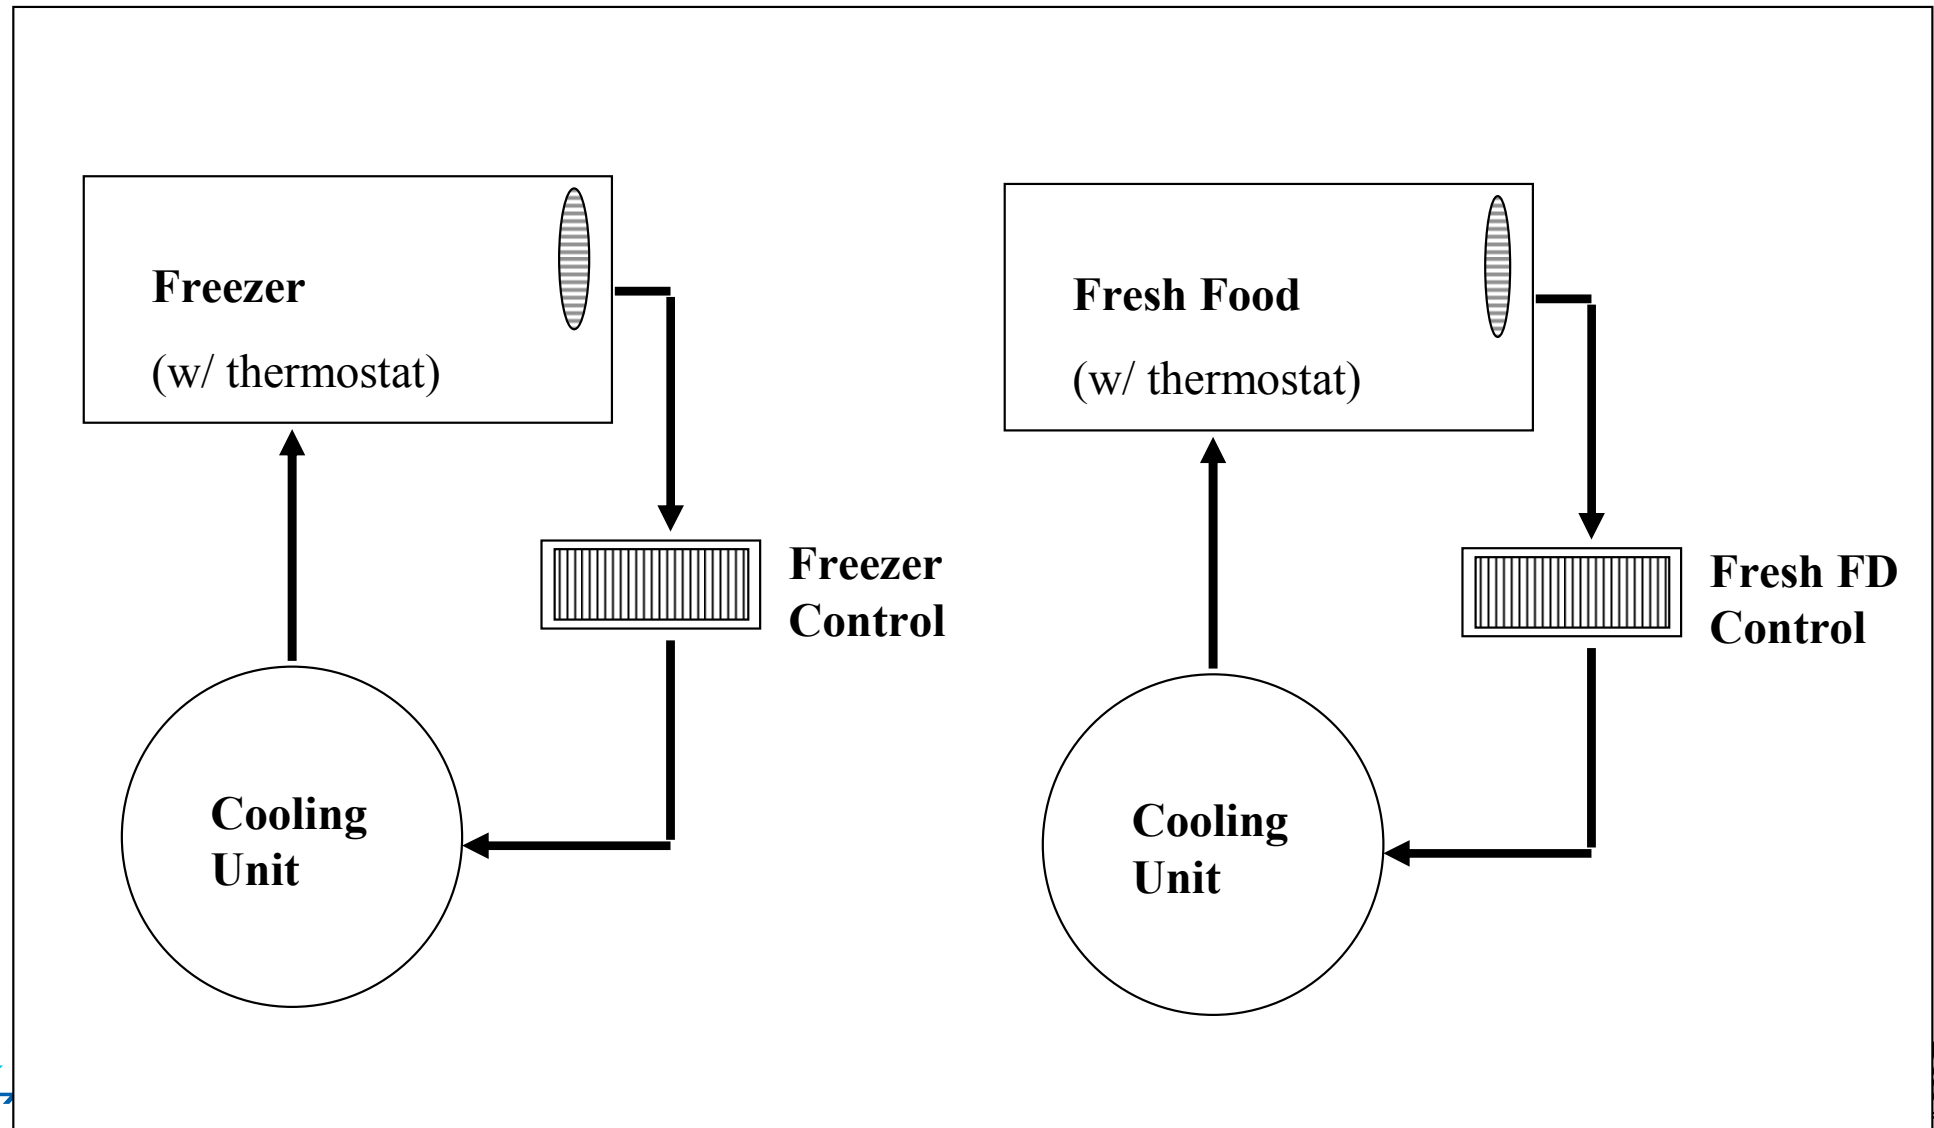 Freezer
(w/ thermostat)
Freezer
Control
Cooling
Unit
Fresh Food
(w/ thermostat)
Fresh FD
Control
Cooling
Unit